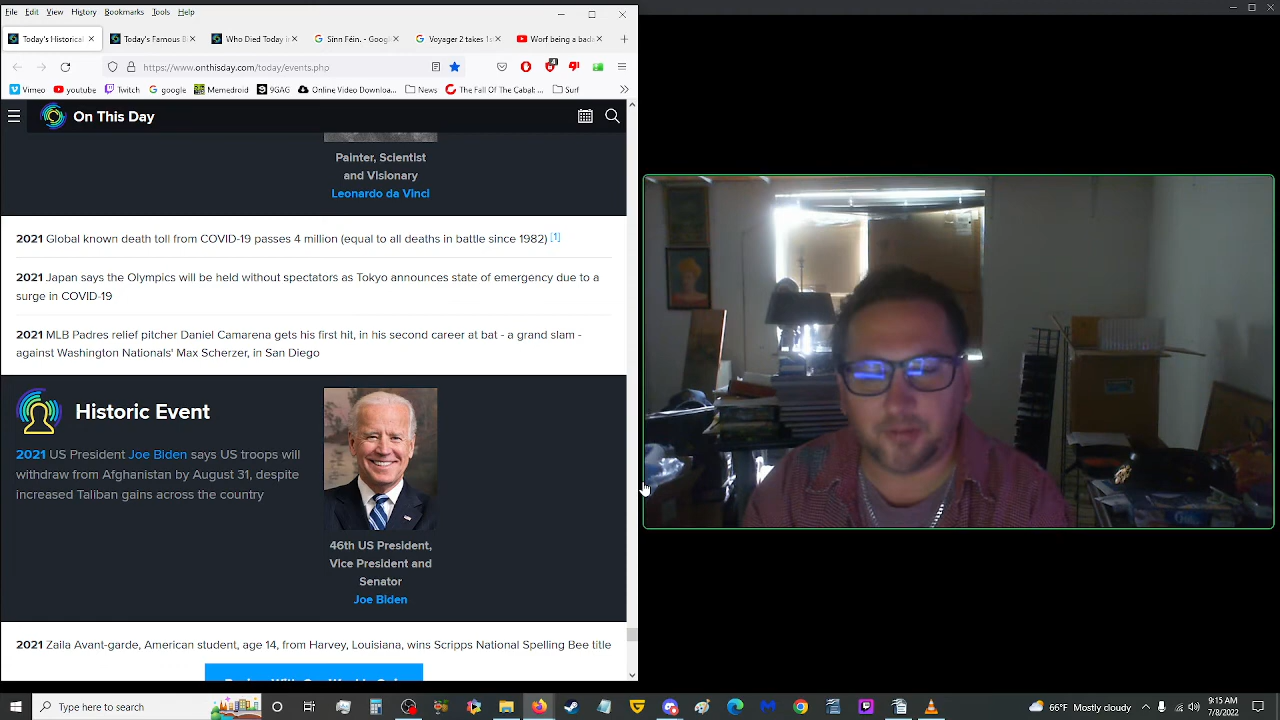 File Edit View History Bookmarks Tools Help
Today's Historical
Today's Famous B
Who Died Today in
Sinn Féin. - Googl
Voyager 2 takes 1s
Worf being a bada
https://www.onthisday.com/today/events.php
Vimeo youtube Twitch google Memedroid 9GAG Online Video Downloa... News The Fall Of The Cabal:... Surf
On This Day
Painter, Scientist
and Visionary
Leonardo da Vinci
2021 Global known death toll from COVID-19 passes 4 million (equal to all deaths in battle since 1982) [1]
2021 Japan says the Olympics will be held without spectators as Tokyo announces state of emergency due to a
surge in COVID-19
2021 MLB Padres relief pitcher Daniel Camarena gets his first hit, in his second career at bat - a grand slam -
against Washington Nationals' Max Scherzer, in San Diego
Historic Event
2021 US President Joe Biden says US troops will
withdraw from Afghanistan by August 31, despite
increased Taliban gains across the country
46th US President,
Vice President and
Senator
Joe Biden
2021 Zaila Avant-garde, American student, age 14, from Harvey, Louisiana, wins Scripps National Spelling Bee title
Type here to search
66°F Mostly cloudy
9:15 AM
7/8/2022